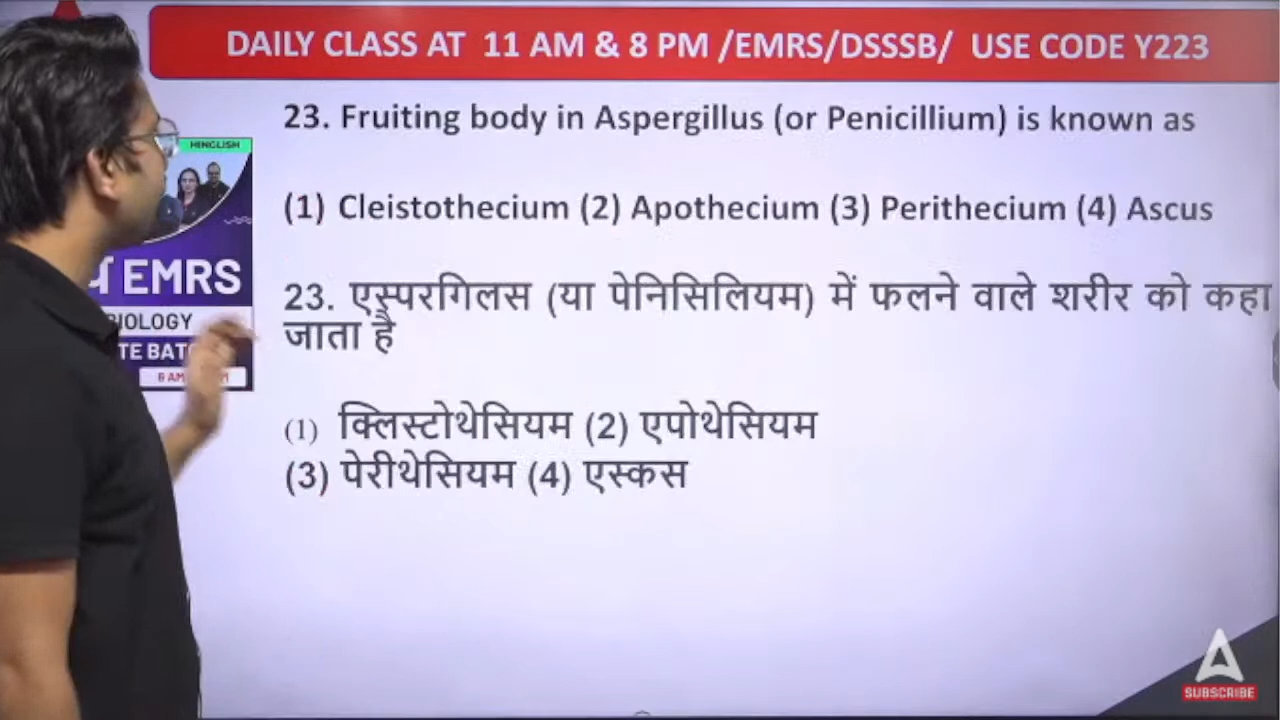 DAILY CLASS AT 11 AM & 8 PM /EMRS/DSSSB/ USE CODE Y223
HINGLISH
EMRS
BIOLOGY
23. Fruiting body in Aspergillus (or Penicillium) is known as
(1) Cleistothecium (2) Apothecium (3) Perithecium (4) Ascus
23. एस्परगिलस (या पेनिसिलियम) में फलने वाले शरीर को कहा
जाता है
(1) क्लिस्टोथेसियम (2) एपोथेसियम
(3) पेरीथेसियम (4) एस्कस
SUBSCRIBE